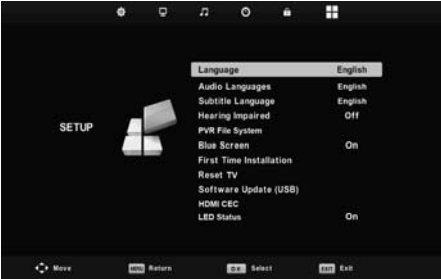 Language English
Audio Languages English
Subtitle Language English
Hearing Impaired Off
SETUP
PVR File System
Blue Screen On
First Time Installation
Reset TV
Software Update (USB)
HDMI CEC
LED Status On
Move MENU Return OK Select EXIT Exit